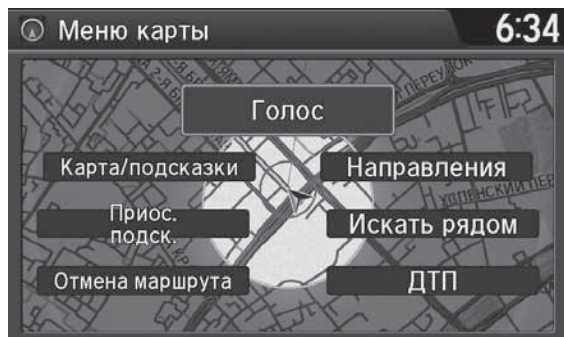 Меню карты
6:34
Голос
Карта/подсказки
Направления
Приос.
подск.
Искать рядом
Отмена маршрута
ДТП